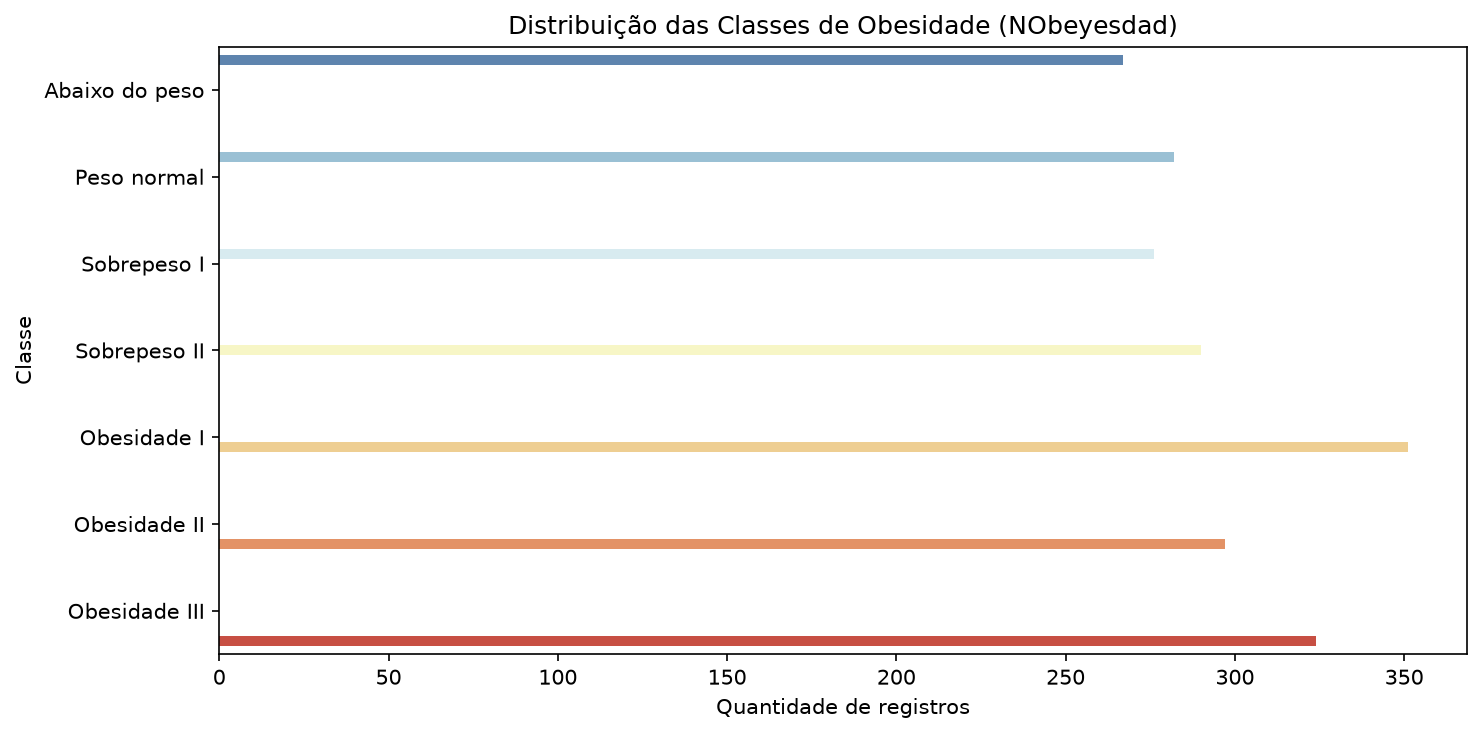 Distribuição das Classes de Obesidade (NObeyesdad)
Classe
Abaixo do peso
Peso normal
Sobrepeso I
Sobrepeso II
Obesidade I
Obesidade II
Obesidade III
0 50 100 150 200 250 300 350
Quantidade de registros